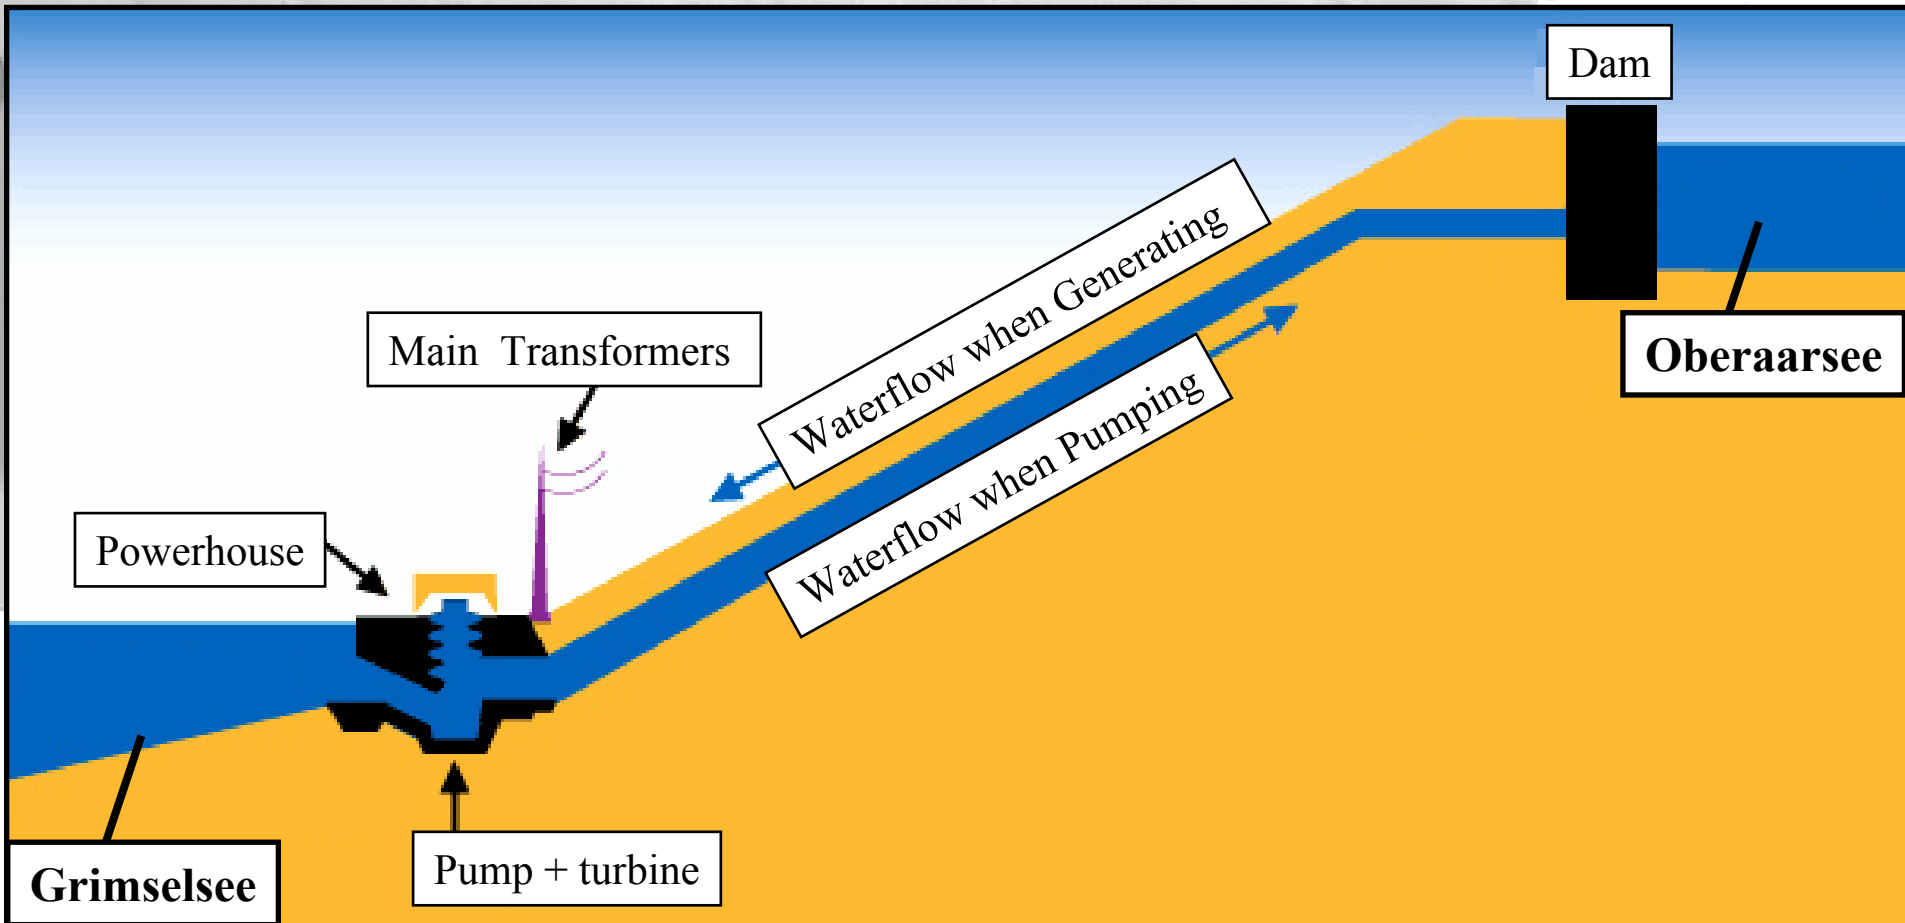 Dam
Waterflow when Generating
Main Transformers
Oberaarsee
Waterflow when Pumping
Powerhouse
Pump + turbine
Grimselsee